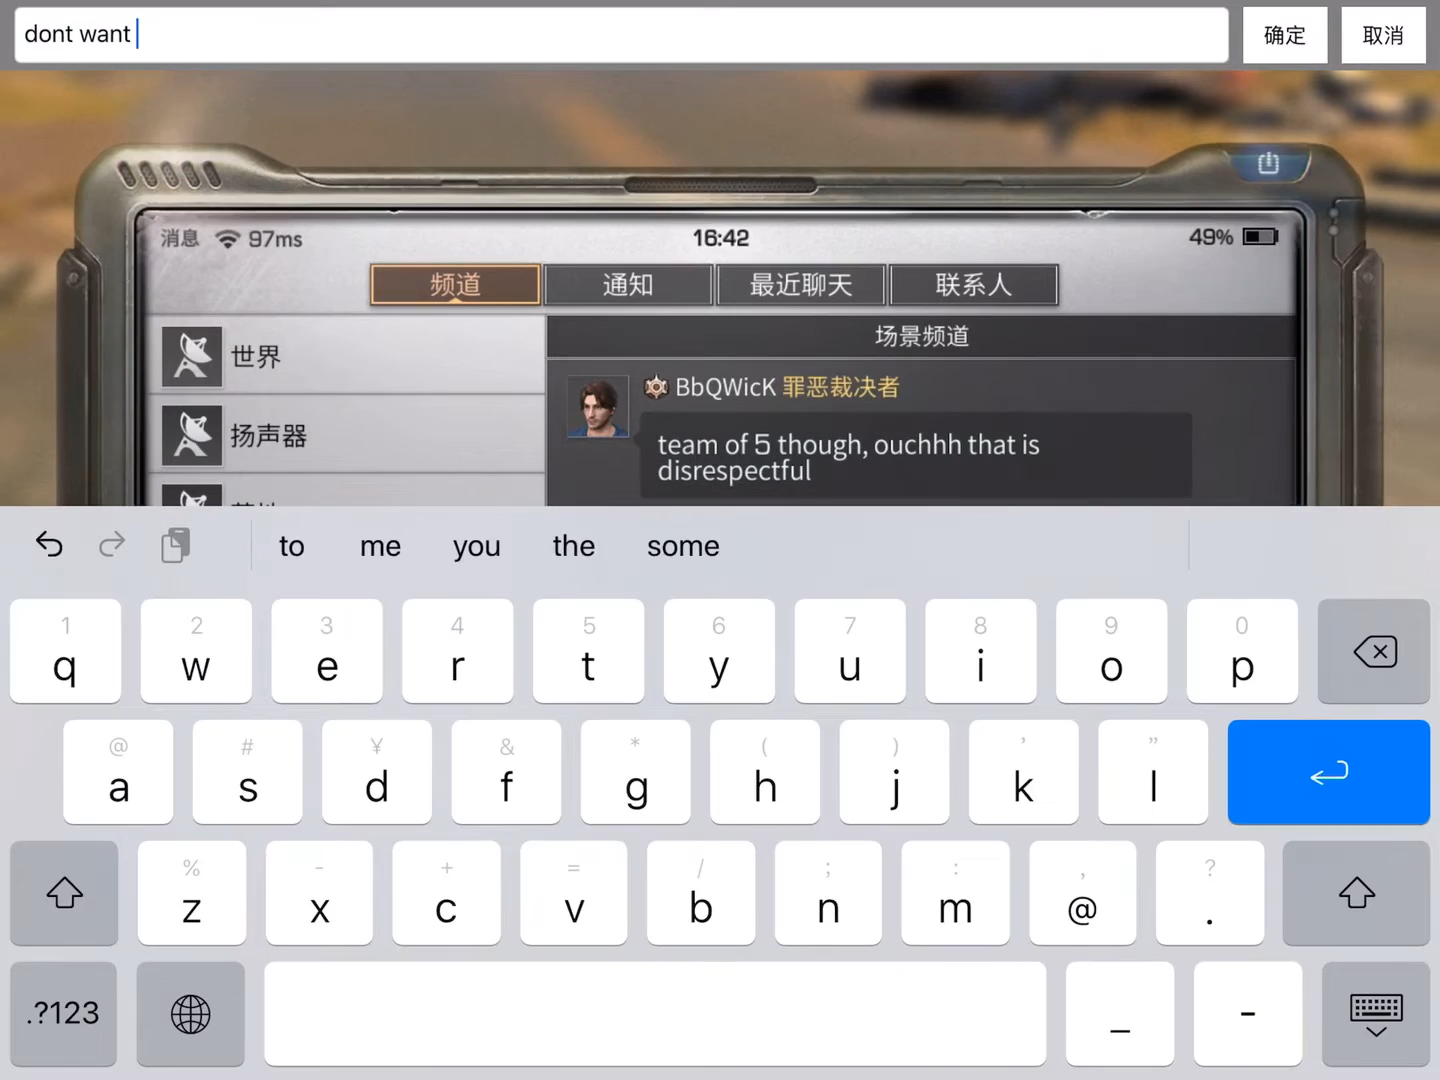 dont want
确定
取消
消息 97ms
16:42
49%
频道
通知
最近聊天
联系人
世界
扬声器
场景频道
BbQWicK 罪恶裁决者
team of 5 though, ouchhh that is
disrespectful
to me you the some
1 2 3 4 5 6 7 8 9 0
q w e r t y u i o p
@ # ¥ & * ( ) ’ ”
a s d f g h j k l
% - + = / ; : , ?
z x c v b n m @ .
.?123 _ -